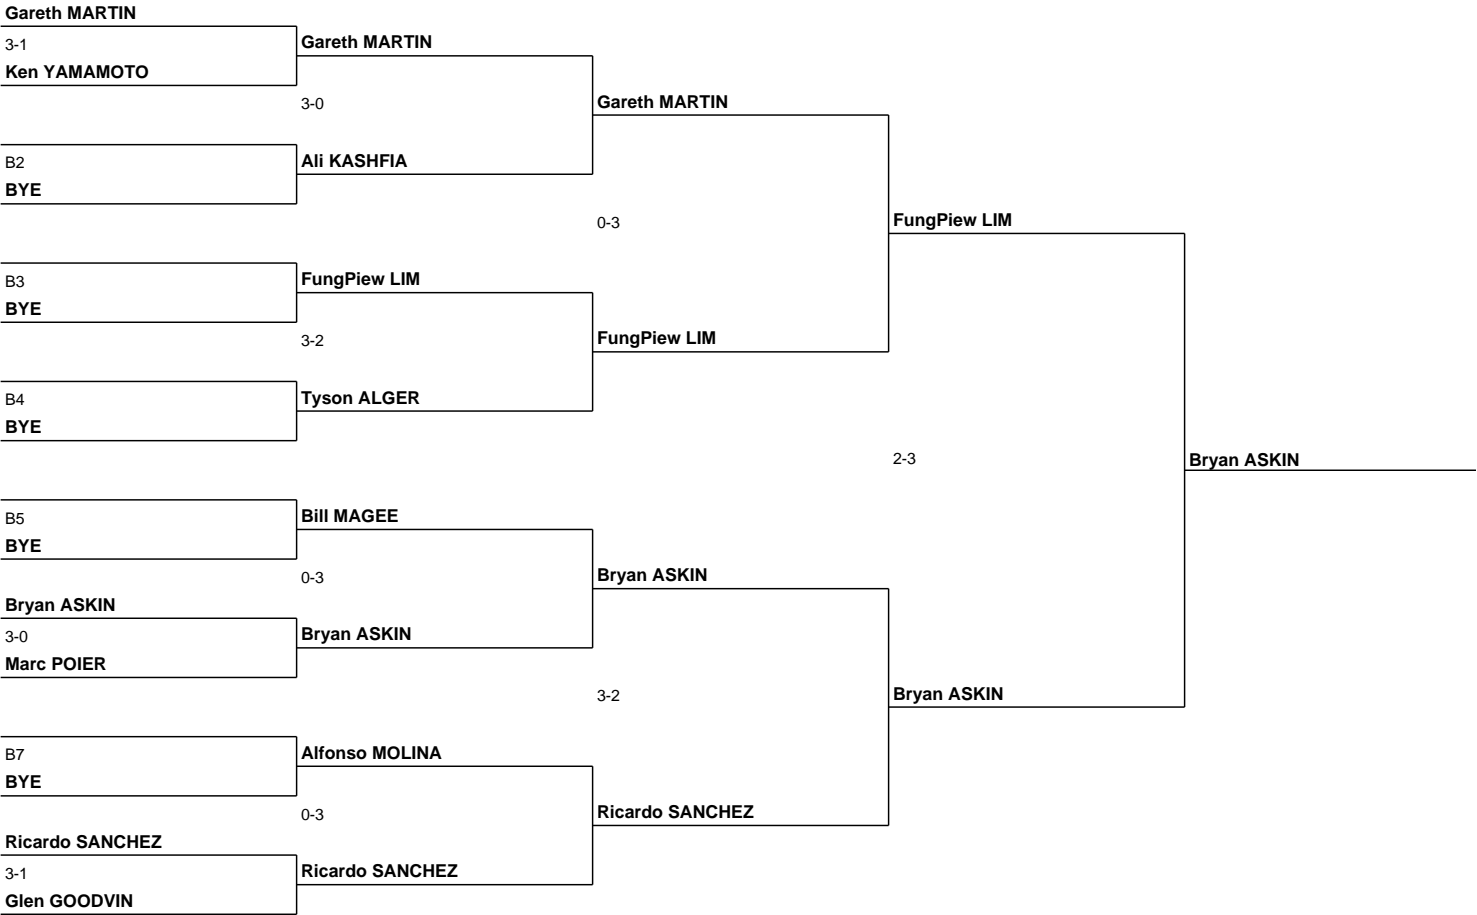 Gareth MARTIN
3-1
Ken YAMAMOTO
B2
BYE
B3
BYE
B4
BYE
B5
BYE
Bryan ASKIN
3-0
Marc POIER
B7
BYE
Ricardo SANCHEZ
3-1
Glen GOODVIN
Gareth MARTIN
3-0
Ali KASHFIA
FungPiew LIM
3-2
Tyson ALGER
Bill MAGEE
0-3
Bryan ASKIN
Alfonso MOLINA
0-3
Ricardo SANCHEZ
Gareth MARTIN
0-3
FungPiew LIM
Bryan ASKIN
3-2
Ricardo SANCHEZ
FungPiew LIM
2-3
Bryan ASKIN
Bryan ASKIN